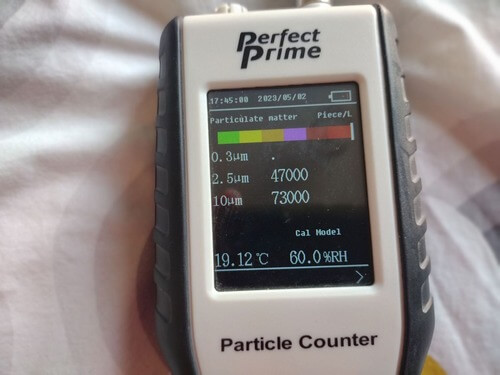 Perfect
Prime
17:45:00 2023/05/02
Particulate matter Piece/L
0.3μm .
2.5μm 47000
10μm 73000
Cal Model
19.12℃ 60.0%RH
>
Particle Counter